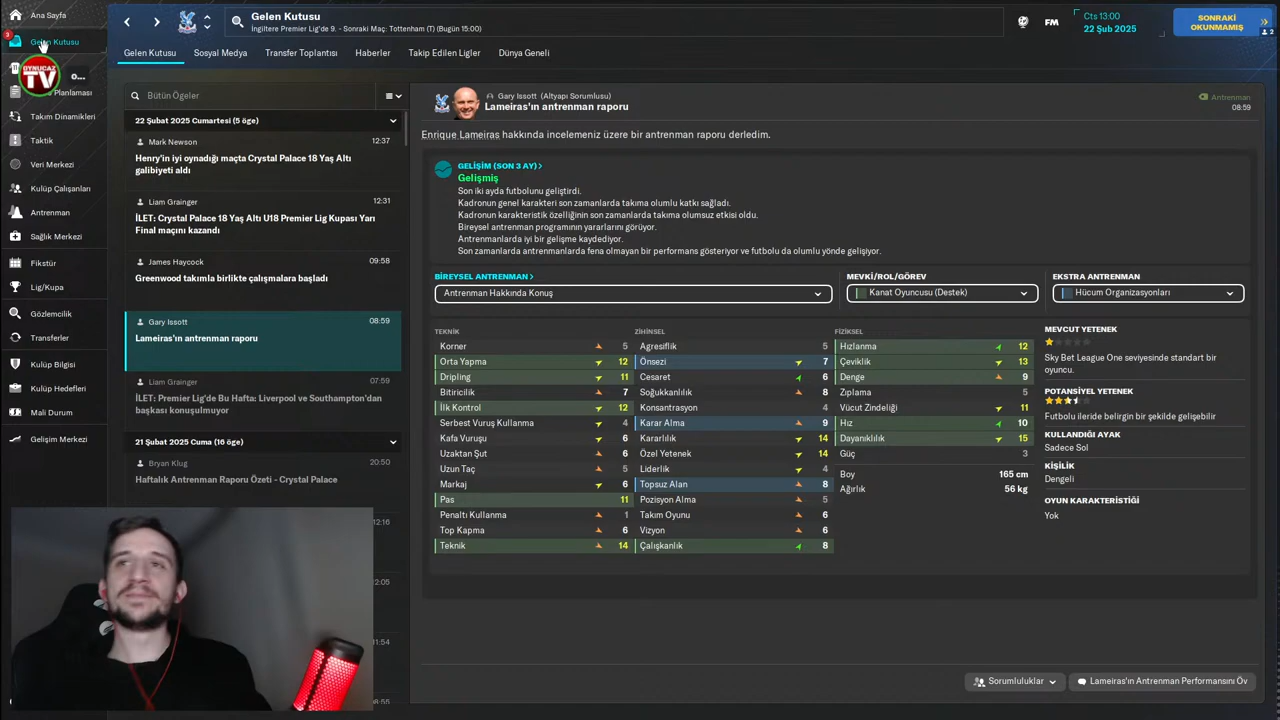 Ana Sayfa
Gelen Kutusu
3
OYNUCAZ
TV
o...
Planlaması
Takım Dinamikleri
Taktik
Veri Merkezi
Kulüp Çalışanları
Antrenman
Sağlık Merkezi
Fikstür
Lig/Kupa
Gözlemcilik
Transferler
Kulüp Bilgisi
Kulüp Hedefleri
Mali Durum
Gelişim Merkezi
Gelen Kutusu
İngiltere Premier Lig'de 9. - Sonraki Maç: Tottenham (T) (Bugün 15:00)
FM
Cts 13:00
22 Şub 2025
SONRAKİ
OKUNMAMIŞ
2
Gelen Kutusu
Sosyal Medya
Transfer Toplantısı
Haberler
Takip Edilen Ligler
Dünya Geneli
Bütün Ögeler
22 Şubat 2025 Cumartesi (5 öge)
Mark Newson 12:37
Henry'in iyi oynadığı maçta Crystal Palace 18 Yaş Altı
galibiyeti aldı
Liam Grainger 12:31
İLET: Crystal Palace 18 Yaş Altı U18 Premier Lig Kupası Yarı
Final maçını kazandı
James Haycock 09:58
Greenwood takımla birlikte çalışmalara başladı
Gary Issott 08:59
Lameiras'ın antrenman raporu
Liam Grainger 07:59
İLET: Premier Lig'de Bu Hafta: Liverpool ve Southampton'dan
başkası konuşulmuyor
21 Şubat 2025 Cuma (16 öge)
Bryan Klug 20:50
Haftalık Antrenman Raporu Özeti - Crystal Palace
12:16
12:05
11:54
08:55
Gary Issott (Altyapı Sorumlusu)
Lameiras'ın antrenman raporu
Antrenman
08:59
Enrique Lameiras hakkında incelemeniz üzere bir antrenman raporu derledim.
GELİŞİM (SON 3 AY)
Gelişmiş
Son iki ayda futbolunu geliştirdi.
Kadronun genel karakteri son zamanlarda takıma olumlu katkı sağladı.
Kadronun karakteristik özelliğinin son zamanlarda takıma olumsuz etkisi oldu.
Bireysel antrenman programının yararlarını görüyor.
Antrenmanlarda iyi bir gelişme kaydediyor.
Son zamanlarda antrenmanlarda fena olmayan bir performans gösteriyor ve futbolu da olumlu yönde gelişiyor.
BİREYSEL ANTRENMAN
MEVKİ/ROL/GÖREV
EKSTRA ANTRENMAN
Antrenman Hakkında Konuş
Kanat Oyuncusu (Destek)
Hücum Organizasyonları
TEKNİK
Korner 5
Orta Yapma 12
Dripling 11
Bitiricilik 7
İlk Kontrol 12
Serbest Vuruş Kullanma 4
Kafa Vuruşu 6
Uzaktan Şut 6
Uzun Taç 5
Markaj 6
Pas 11
Penaltı Kullanma 1
Top Kapma 6
Teknik 14
ZİHİNSEL
Agresiflik 5
Önsezi 7
Cesaret 6
Soğukkanlılık 8
Konsantrasyon 4
Karar Alma 9
Kararlılık 14
Özel Yetenek 14
Liderlik 4
Topsuz Alan 8
Pozisyon Alma 5
Takım Oyunu 6
Vizyon 6
Çalışkanlık 8
FİZİKSEL
Hızlanma 12
Çeviklik 13
Denge 9
Zıplama 5
Vücut Zindeliği 11
Hız 10
Dayanıklılık 15
Güç 3
Boy 165 cm
Ağırlık 56 kg
MEVCUT YETENEK
Sky Bet League One seviyesinde standart bir
oyuncu.
POTANSİYEL YETENEK
Futbolu ileride belirgin bir şekilde gelişebilir
KULLANDIĞI AYAK
Sadece Sol
KİŞİLİK
Dengeli
OYUN KARAKTERİSTİĞİ
Yok
Sorumluluklar
Lameiras'ın Antrenman Performansını Öv